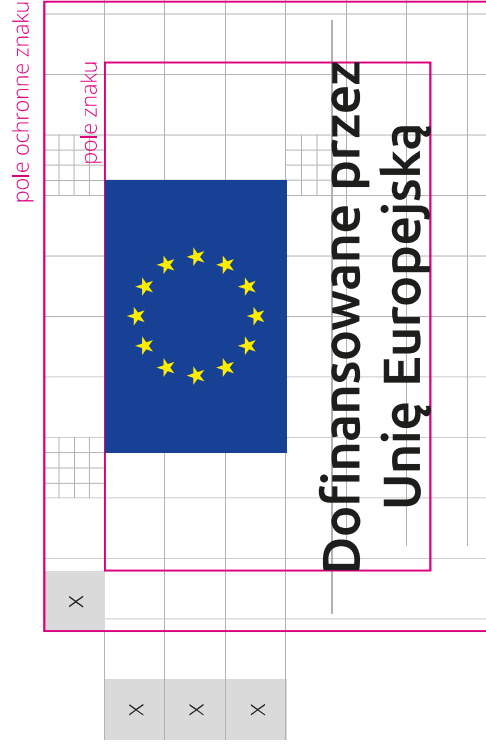 pole ochronne znaku
pole znaku
Dofinansowane przez
Unię Europejską
x
x
x
x